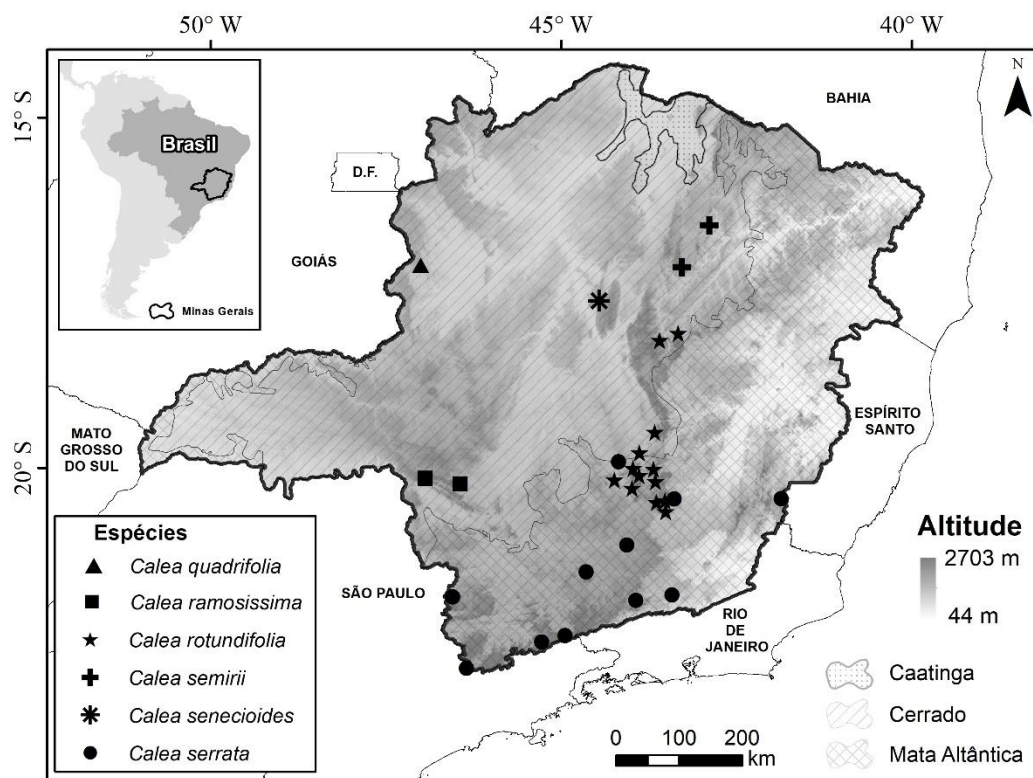 50° W
45° W
40° W
N
15° S
20° S
Brasil
Minas Gerais
D.F.
BAHIA
GOIÁS
MATO
GROSSO
DO SUL
ESPÍRITO
SANTO
SÃO PAULO
RIO
DE
JANEIRO
Espécies
Calea quadrifolia
Calea ramosissima
Calea rotundifolia
Calea semirii
Calea senecioides
Calea serrata
Altitude
2703 m
44 m
Caatinga
Cerrado
Mata Altântica
0 50 100 200
km